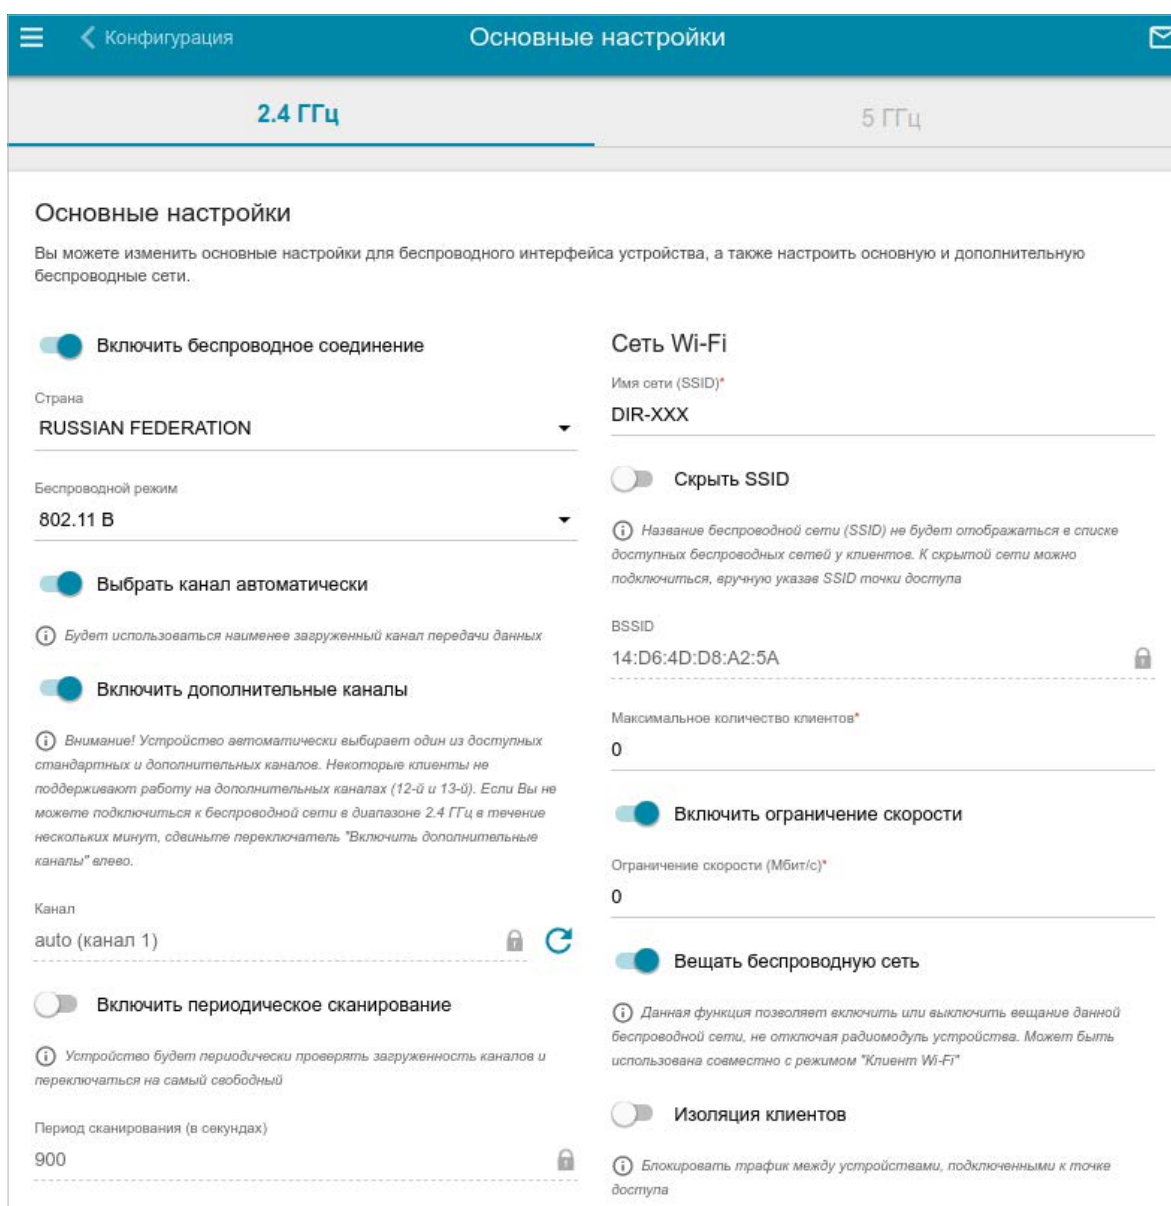 Конфигурация
Основные настройки
2.4 ГГц
5 ГГц
Основные настройки
Вы можете изменить основные настройки для беспроводного интерфейса устройства, а также настроить основную и дополнительную
беспроводные сети.
Включить беспроводное соединение
Страна
RUSSIAN FEDERATION
Беспроводной режим
802.11 B
Выбрать канал автоматически
Будет использоваться наименее загруженный канал передачи данных
Включить дополнительные каналы
Внимание! Устройство автоматически выбирает один из доступных
стандартных и дополнительных каналов. Некоторые клиенты не
поддерживают работу на дополнительных каналах (12-й и 13-й). Если Вы не
можете подключиться к беспроводной сети в диапазоне 2.4 ГГц в течение
нескольких минут, сдвиньте переключатель "Включить дополнительные
каналы" влево.
Канал
auto (канал 1)
Включить периодическое сканирование
Устройство будет периодически проверять загруженность каналов и
переключаться на самый свободный
Период сканирования (в секундах)
900
Сеть Wi-Fi
Имя сети (SSID)*
DIR-XXX
Скрыть SSID
Название беспроводной сети (SSID) не будет отображаться в списке
доступных беспроводных сетей у клиентов. К скрытой сети можно
подключиться, вручную указав SSID точки доступа
BSSID
14:D6:4D:D8:A2:5A
Максимальное количество клиентов*
0
Включить ограничение скорости
Ограничение скорости (Мбит/с)*
0
Вещать беспроводную сеть
Данная функция позволяет включить или выключить вещание данной
беспроводной сети, не отключая радиомодуль устройства. Может быть
использована совместно с режимом "Клиент Wi-Fi"
Изоляция клиентов
Блокировать трафик между устройствами, подключенными к точке
доступа